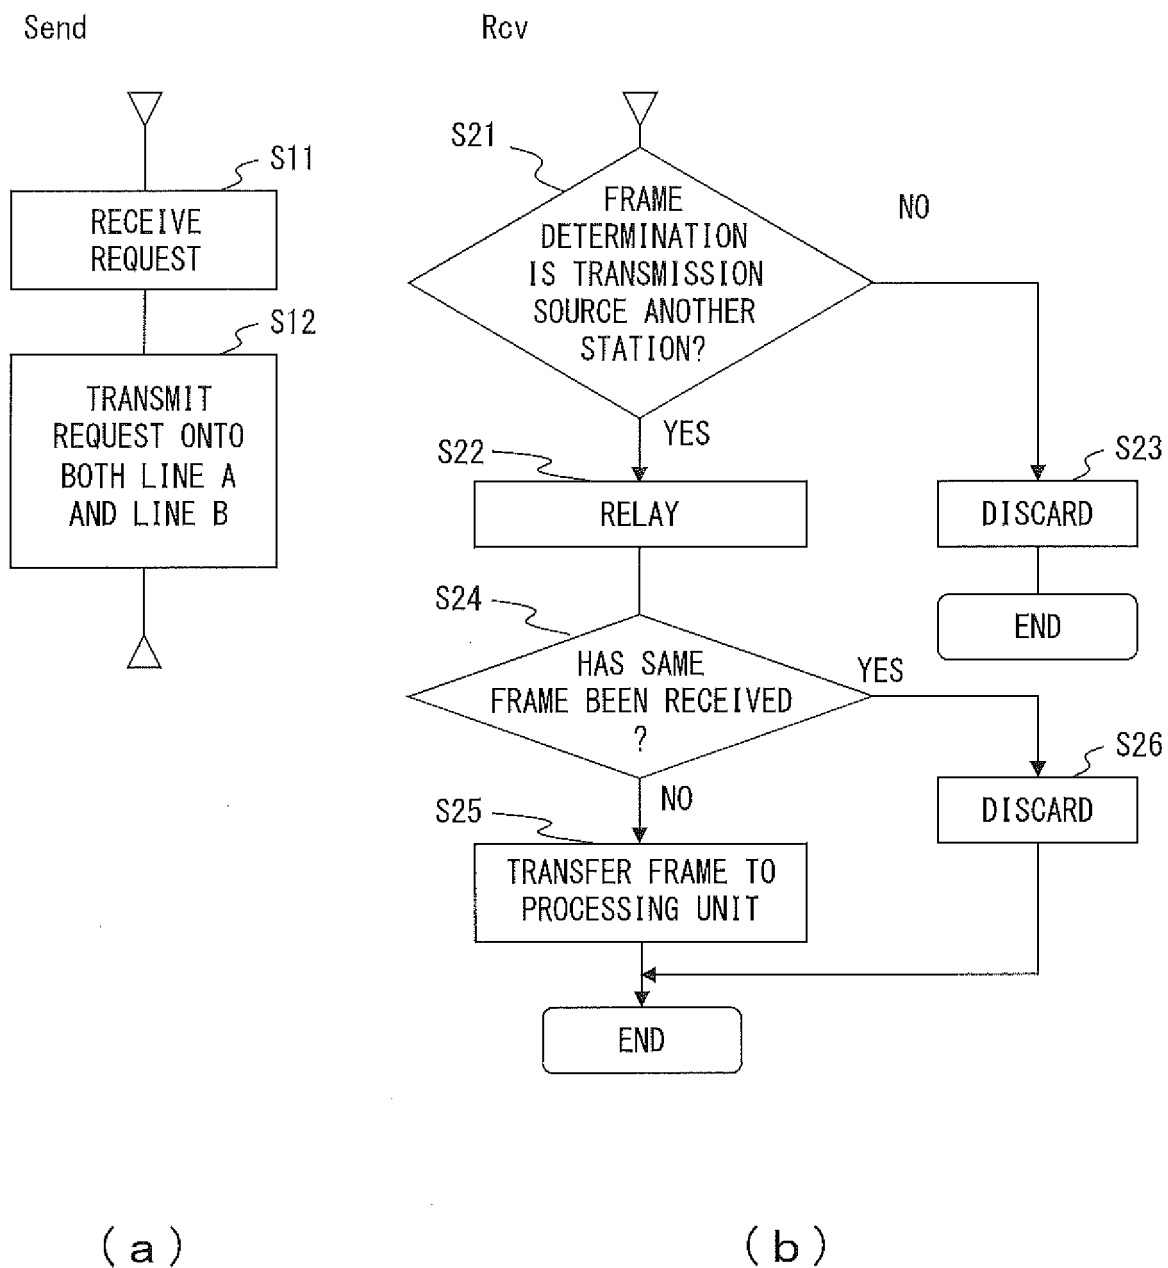 Send
S11
RECEIVE
REQUEST
S12
TRANSMIT
REQUEST ONTO
BOTH LINE A
AND LINE B
(a)
Rcv
S21
FRAME
DETERMINATION
IS TRANSMISSION
SOURCE ANOTHER
STATION?
NO
YES
S22
RELAY
S23
DISCARD
END
S24
HAS SAME
FRAME BEEN RECEIVED
?
YES
NO
S25
TRANSFER FRAME TO
PROCESSING UNIT
S26
DISCARD
END
(b)